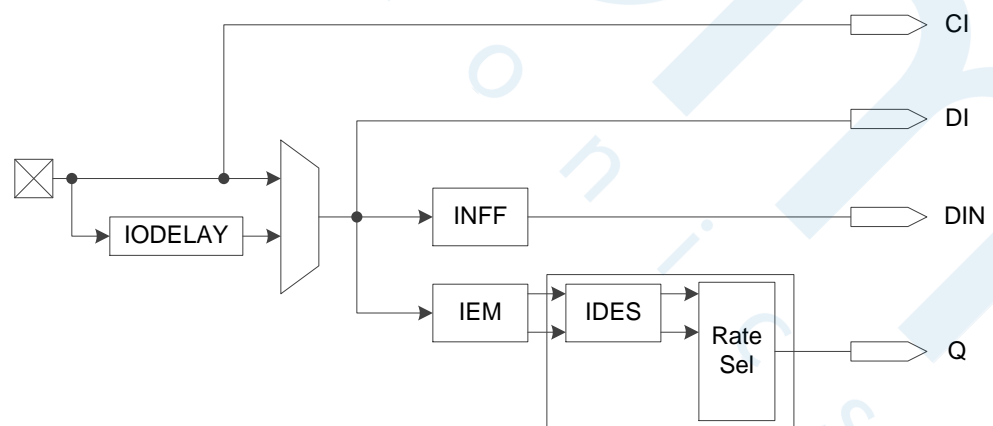 CI
DI
INFF
DIN
IODELAY
IEM
IDES
Rate
Sel
Q